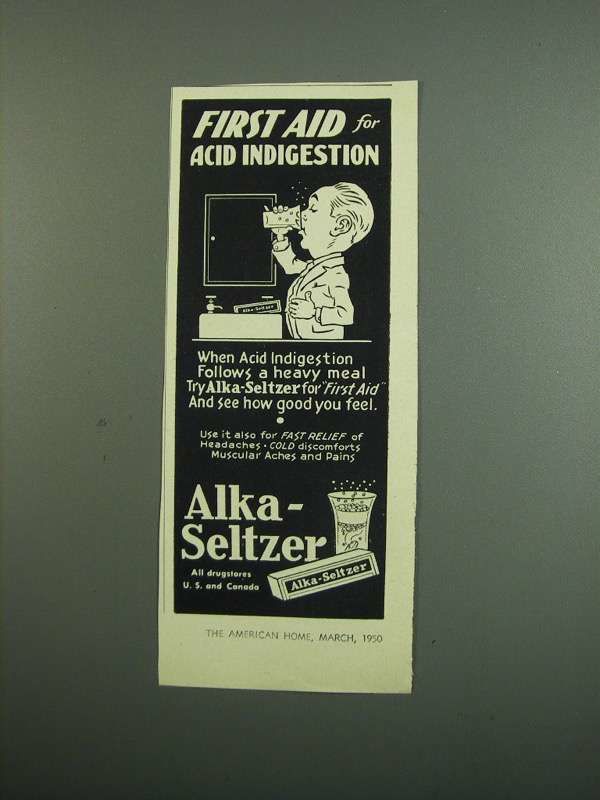 FIRST AID for
ACID INDIGESTION
Alka-Seltzer
When Acid Indigestion
Follows a heavy meal
Try Alka-Seltzer for "First Aid"
And see how good you feel.
Use it also for FAST RELIEF of
Headaches • COLD discomforts
Muscular Aches and Pains
Alka-
Seltzer
All drugstores
U. S. and Canada
Alka-Seltzer
THE AMERICAN HOME, MARCH, 1950